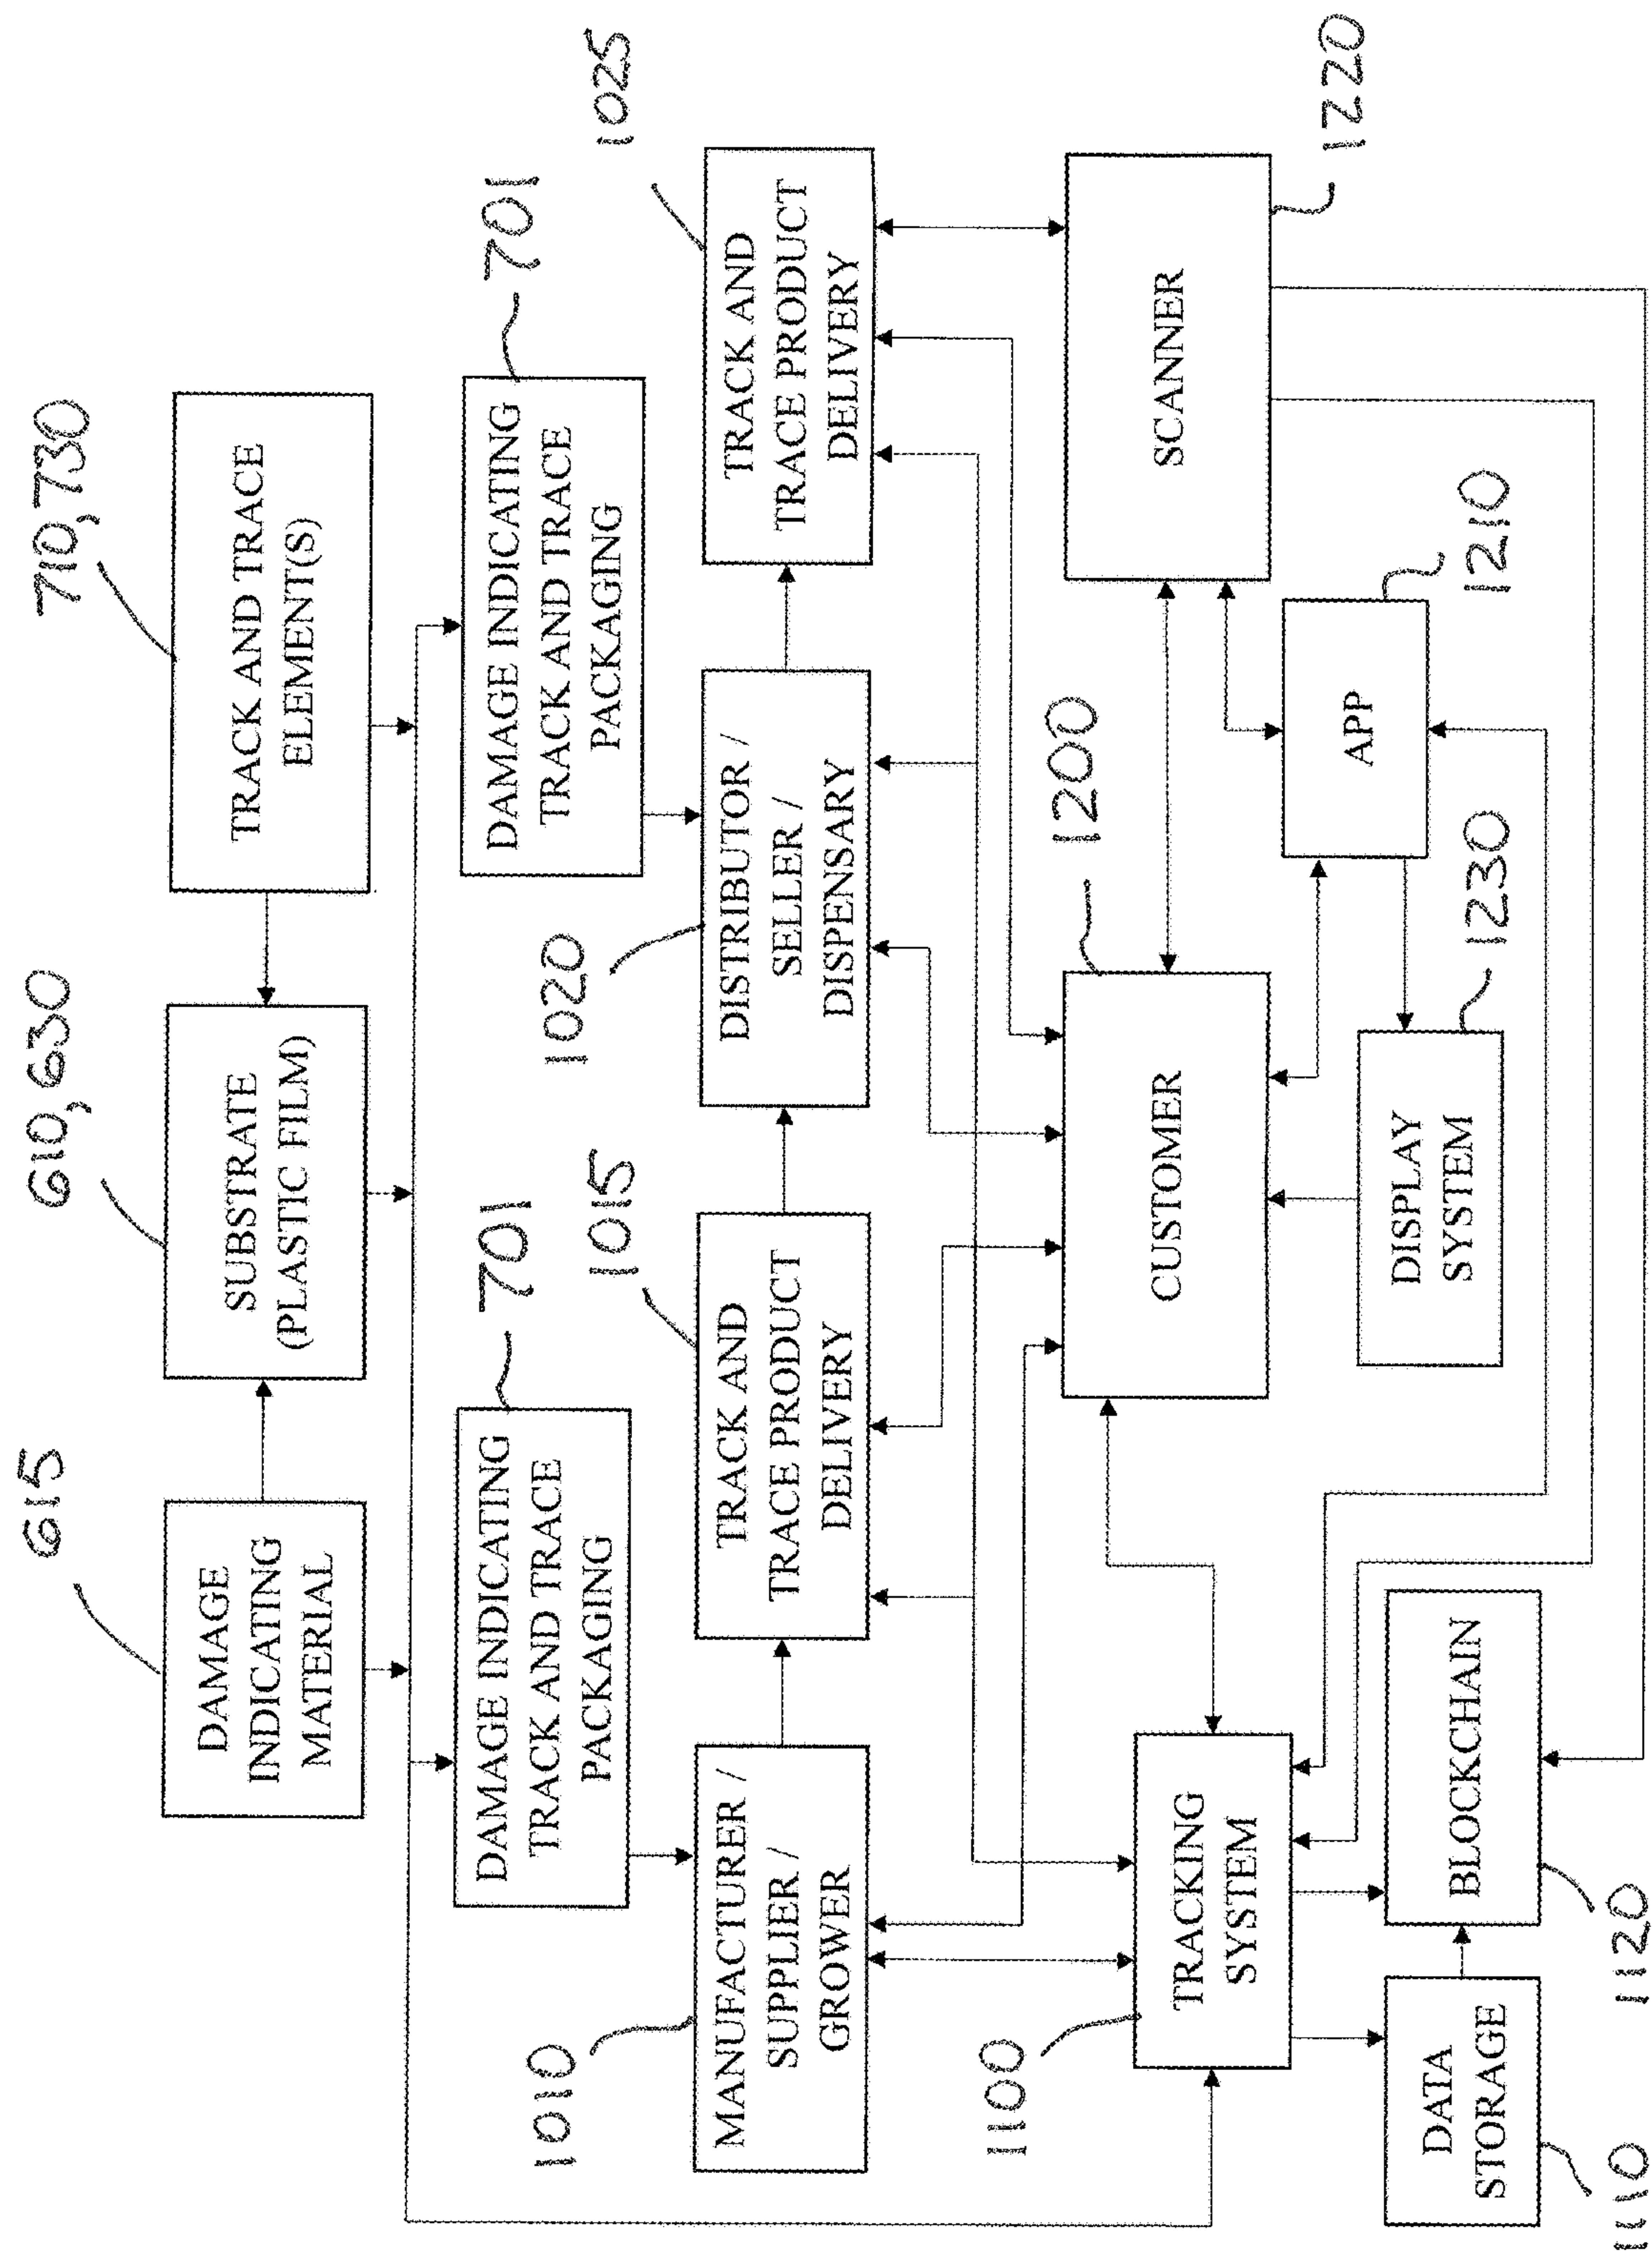 615
610, 630
710, 730
DAMAGE
INDICATING
MATERIAL
SUBSTRATE
(PLASTIC FILM)
TRACK AND TRACE
ELEMENT(S)
701
701
DAMAGE INDICATING
TRACK AND TRACE
PACKAGING
DAMAGE INDICATING
TRACK AND TRACE
PACKAGING
1010
1015
1020
1025
MANUFACTURER /
SUPPLIER /
GROWER
TRACK AND
TRACE PRODUCT
DELIVERY
DISTRIBUTOR /
SELLER /
DISPENSARY
TRACK AND
TRACE PRODUCT
DELIVERY
1100
1200
TRACKING
SYSTEM
CUSTOMER
SCANNER
1220
DATA
STORAGE
BLOCKCHAIN
DISPLAY
SYSTEM
APP
1110
1120
1230
1210